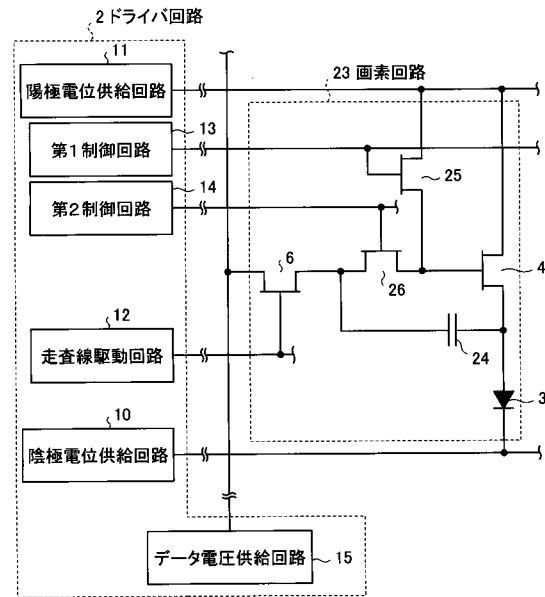 2 ドライバ回路
11
陽極電位供給回路
23 画素回路
13
第1制御回路
14
第2制御回路
25
6
26
4
12
走査線駆動回路
24
3
10
陰極電位供給回路
データ電圧供給回路
15